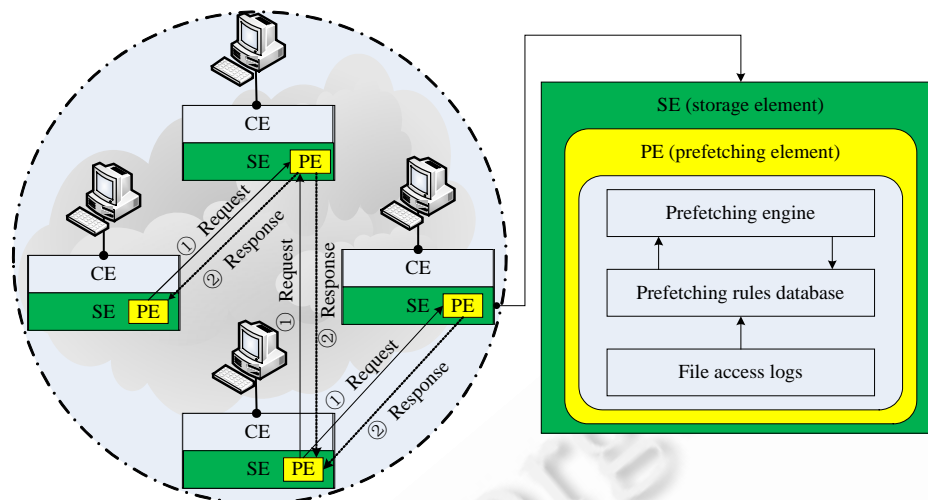 CE
SE PE
CE
SE PE
CE
SE PE
CE
SE PE
① Request
② Response
① Request
② Response
① Request
② Response
SE (storage element)
PE (prefetching element)
Prefetching engine
Prefetching rules database
File access logs